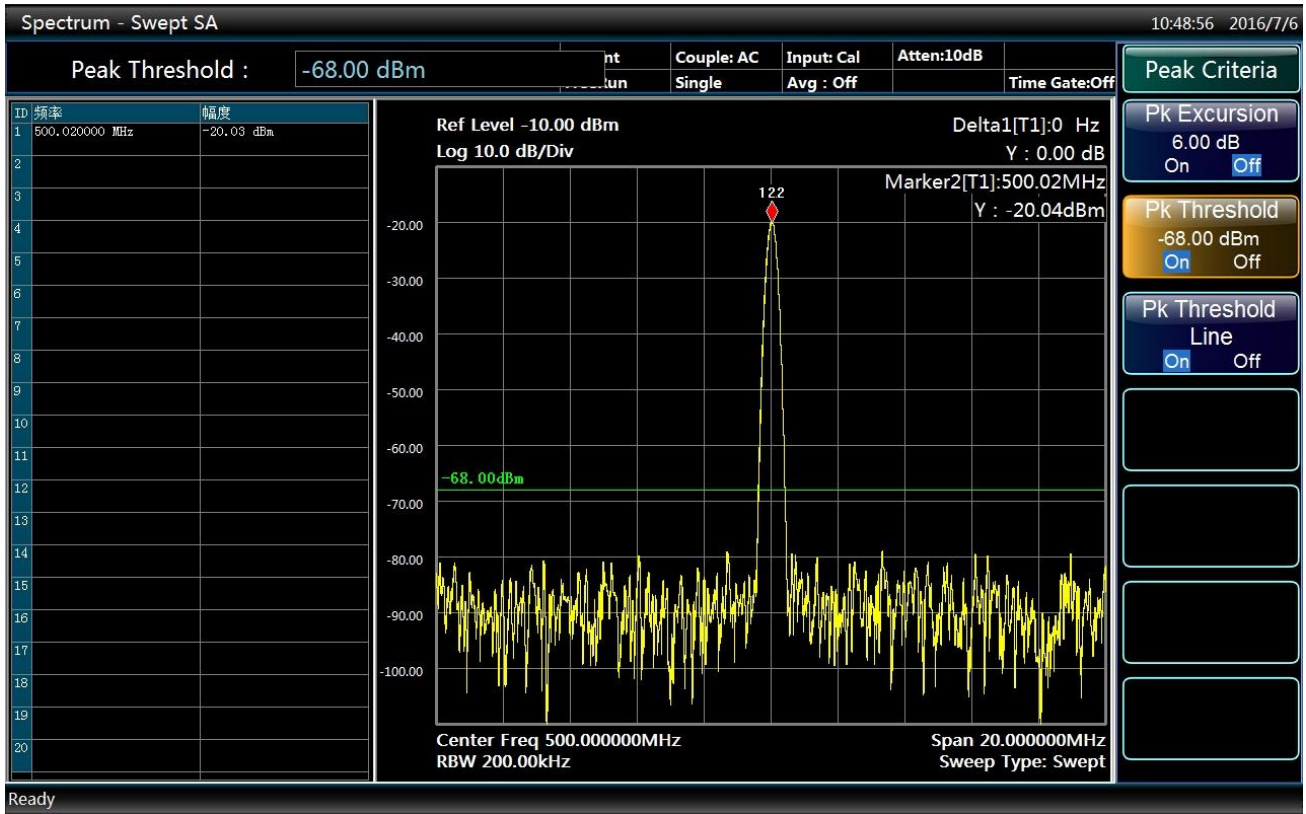 Spectrum - Swept SA
10:48:56 2016/7/6
Peak Threshold :
-68.00 dBm
Couple: AC
Input: Cal
Atten:10dB
Single
Avg : Off
Time Gate:Off
Peak Criteria
ID 频率 幅度
1 500.020000 MHz -20.03 dBm
2
3
4
5
6
7
8
9
10
11
12
13
14
15
16
17
18
19
20
Ref Level -10.00 dBm
Log 10.0 dB/Div
Delta1[T1]:0 Hz
Y : 0.00 dB
Marker2[T1]:500.02MHz
Y : -20.04dBm
122
-20.00
-30.00
-40.00
-50.00
-60.00
-68.00dBm
-70.00
-80.00
-90.00
-100.00
Center Freq 500.000000MHz
Span 20.000000MHz
RBW 200.00kHz
Sweep Type: Swept
Pk Excursion
6.00 dB
On Off
Pk Threshold
-68.00 dBm
On Off
Pk Threshold
Line
On Off
Ready